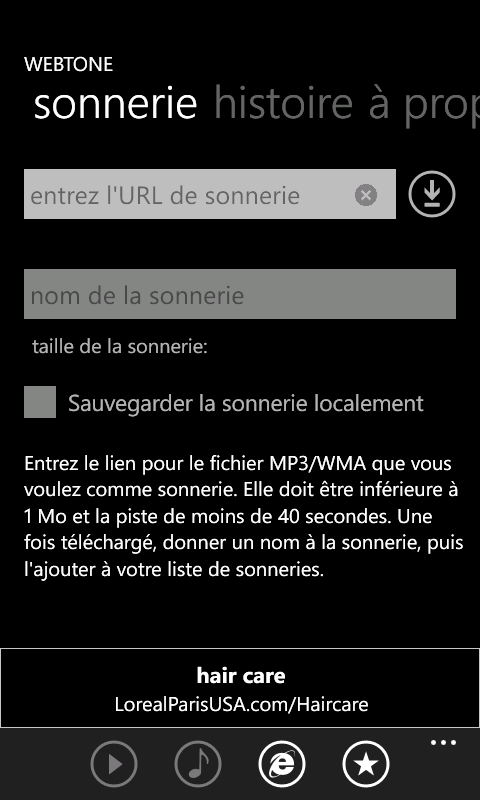 WEBTONE
sonnerie histoire à prop
entrez l'URL de sonnerie
nom de la sonnerie
taille de la sonnerie:
Sauvegarder la sonnerie localement
Entrez le lien pour le fichier MP3/WMA que vous
voulez comme sonnerie. Elle doit être inférieure à
1 Mo et la piste de moins de 40 secondes. Une
fois téléchargé, donner un nom à la sonnerie, puis
l'ajouter à votre liste de sonneries.
hair care
LorealParisUSA.com/Haircare